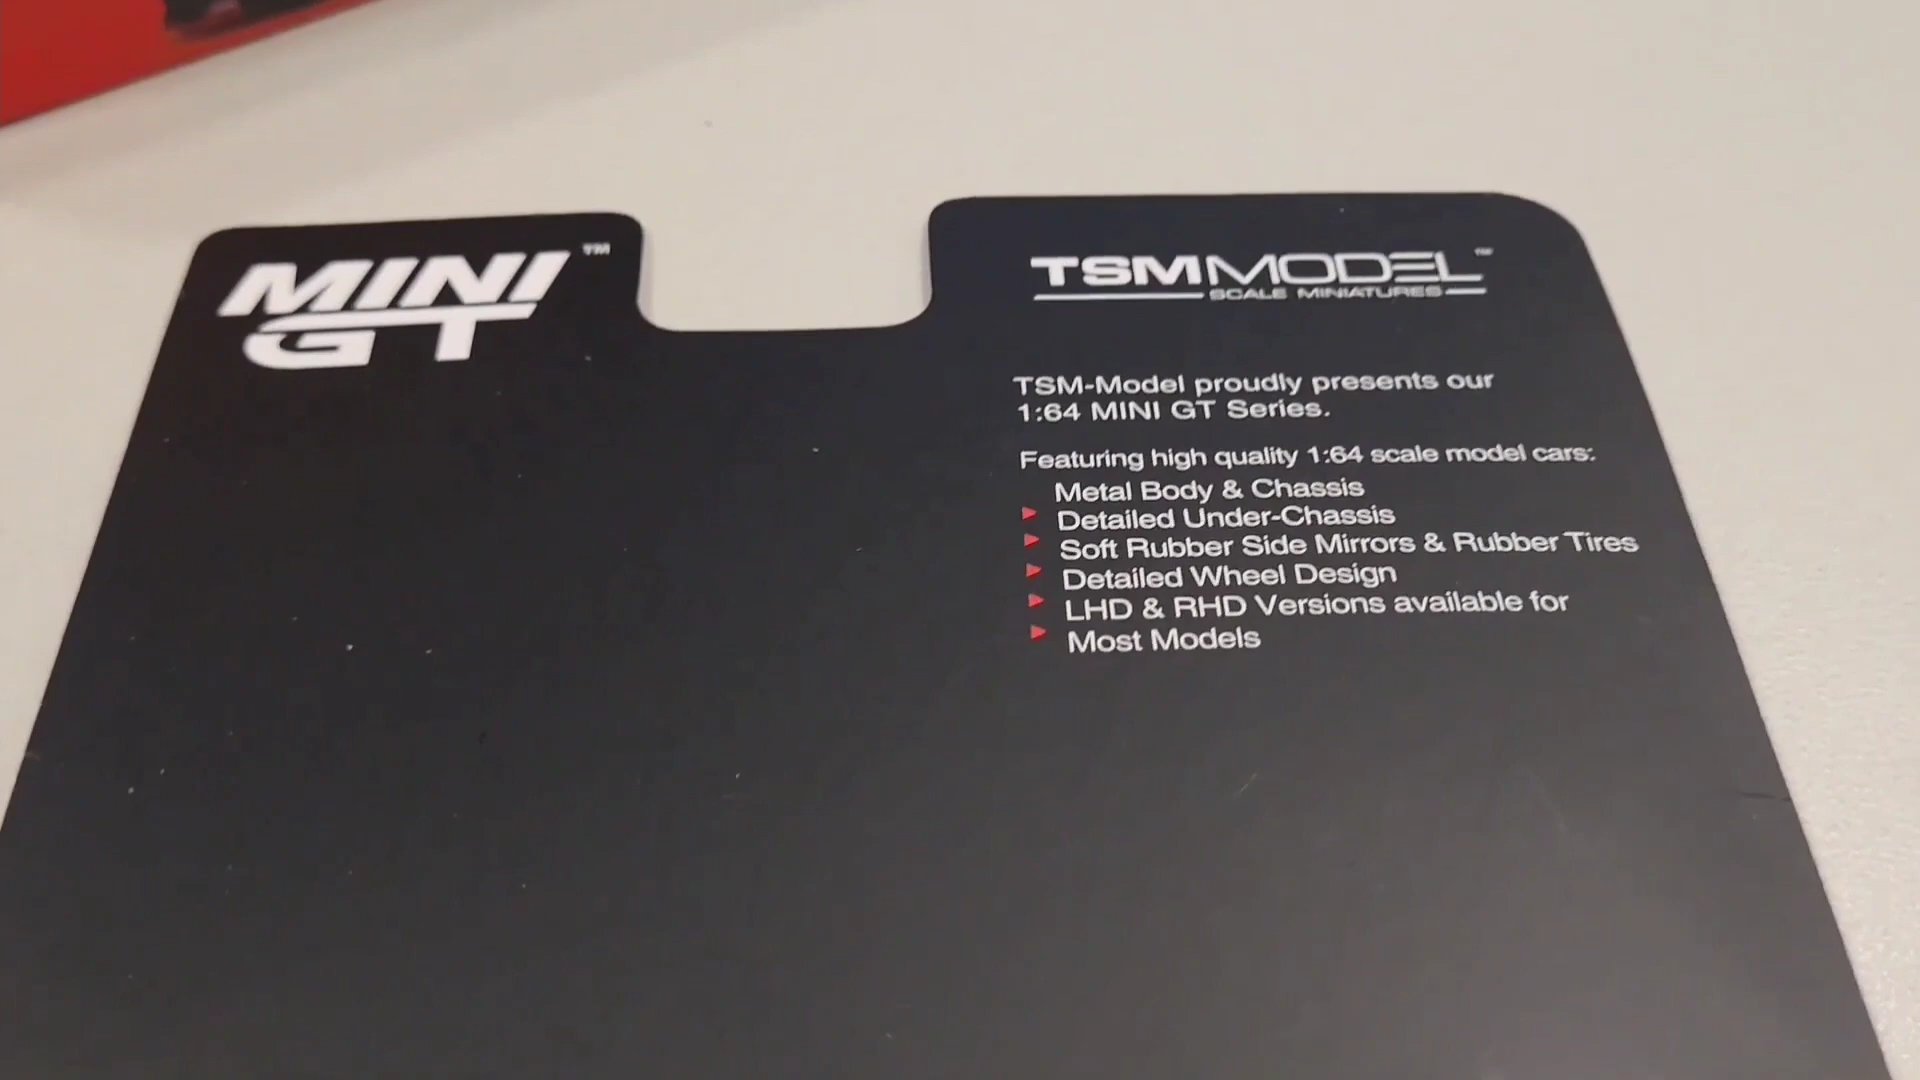 MINI GT™
TSMMODEL™
SCALE MINIATURES
TSM-Model proudly presents our
1:64 MINI GT Series.
Featuring high quality 1:64 scale model cars:
Metal Body & Chassis
Detailed Under-Chassis
Soft Rubber Side Mirrors & Rubber Tires
Detailed Wheel Design
LHD & RHD Versions available for
Most Models